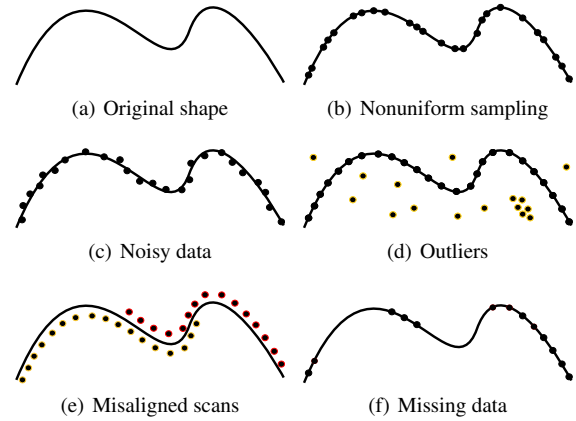 (a) Original shape
(b) Nonuniform sampling
(c) Noisy data
(d) Outliers
(e) Misaligned scans
(f) Missing data